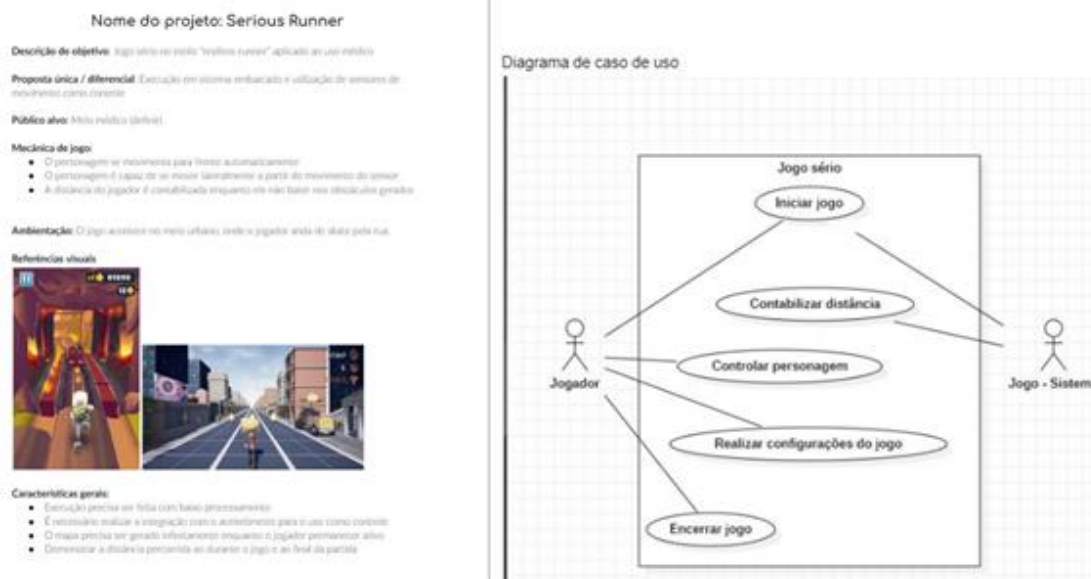 Nome do projeto: Serious Runner
Descrição do objetivo: Jogo sério no estilo "endless runner" aplicado ao uso médico
Proposta única / diferencial: Execução em sistema embarcado e utilização de sensores de
movimento como controle
Público alvo: Meio médico (definir)
Mecânica de jogo:
O personagem se movimenta para frente automaticamente
O personagem é capaz de se mover lateralmente a partir do movimento do sensor
A distância do jogador é contabilizada enquanto ele não bater nos obstáculos gerados
Ambientação: O jogo acontece no meio urbano, onde o jogador anda de skate pela rua.
Referências visuais
Características gerais:
Execução precisa ser feita com baixo processamento
É necessário realizar a integração com o acelerômetro para o uso como controle
O mapa precisa ser gerado infinitamente enquanto o jogador permanecer ativo
Demonstrar a distância percorrida ao durante o jogo e ao final da partida
Diagrama de caso de uso
Jogo sério
Iniciar jogo
Contabilizar distância
Controlar personagem
Jogador
Jogo - Sistem
Realizar configurações do jogo
Encerrar jogo